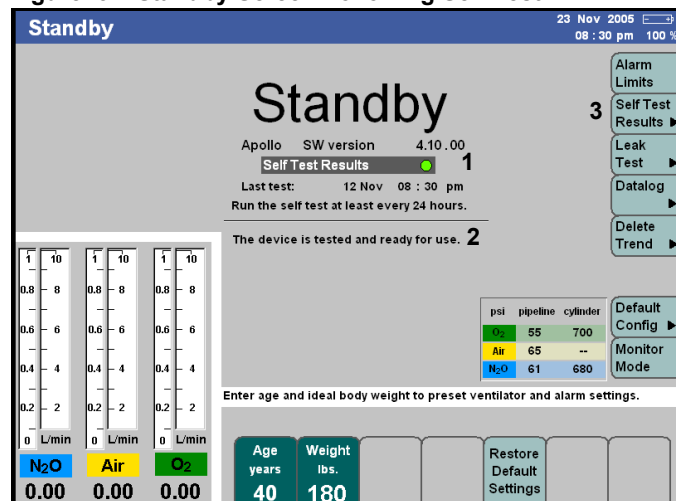 Standby
23 Nov 2005 - +
08 : 30 pm 100 %
Standby
Apollo SW version 4.10 .00
Self Test Results 1
Last test: 12 Nov 08 : 30 pm
Run the self test at least every 24 hours.
The device is tested and ready for use. 2
3
Alarm
Limits
Self Test
Results
Leak
Test
Datalog
Delete
Trend
Default
Config
Monitor
Mode
psi pipeline cylinder
O2 55 700
Air 65 --
N2O 61 680
Enter age and ideal body weight to preset ventilator and alarm settings.
1 10 1 10 1 10
0.8 8 0.8 8 0.8 8
0.6 6 0.6 6 0.6 6
0.4 4 0.4 4 0.4 4
0.2 2 0.2 2 0.2 2
0 L/min 0 L/min 0 L/min
N2O Air O2
0.00 0.00 0.00
Age
years
40
Weight
lbs.
180
Restore
Default
Settings